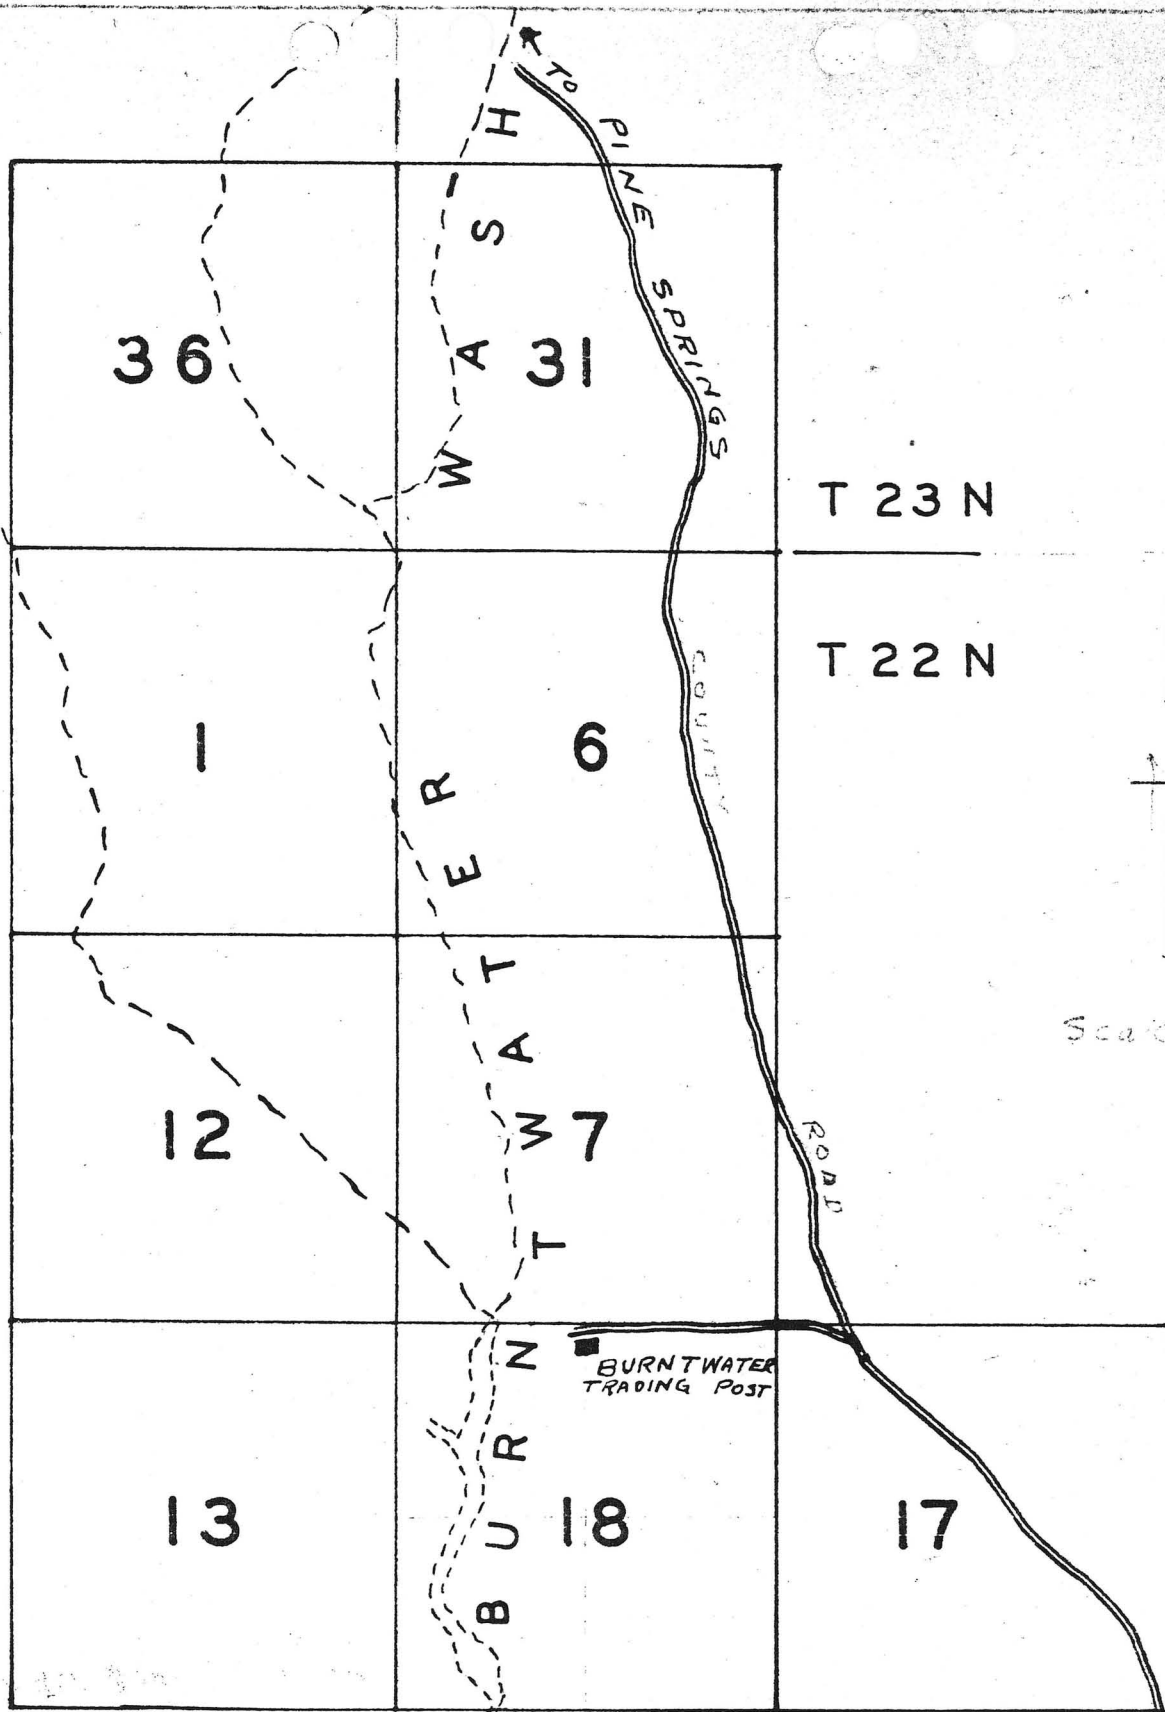 TO PINE SPRINGS
36
31
WASH
T 23 N
T 22 N
1
6
COUNTY
BURNT WATER
12
7
ROAD
BURNTWATER
TRADING POST
13
18
17